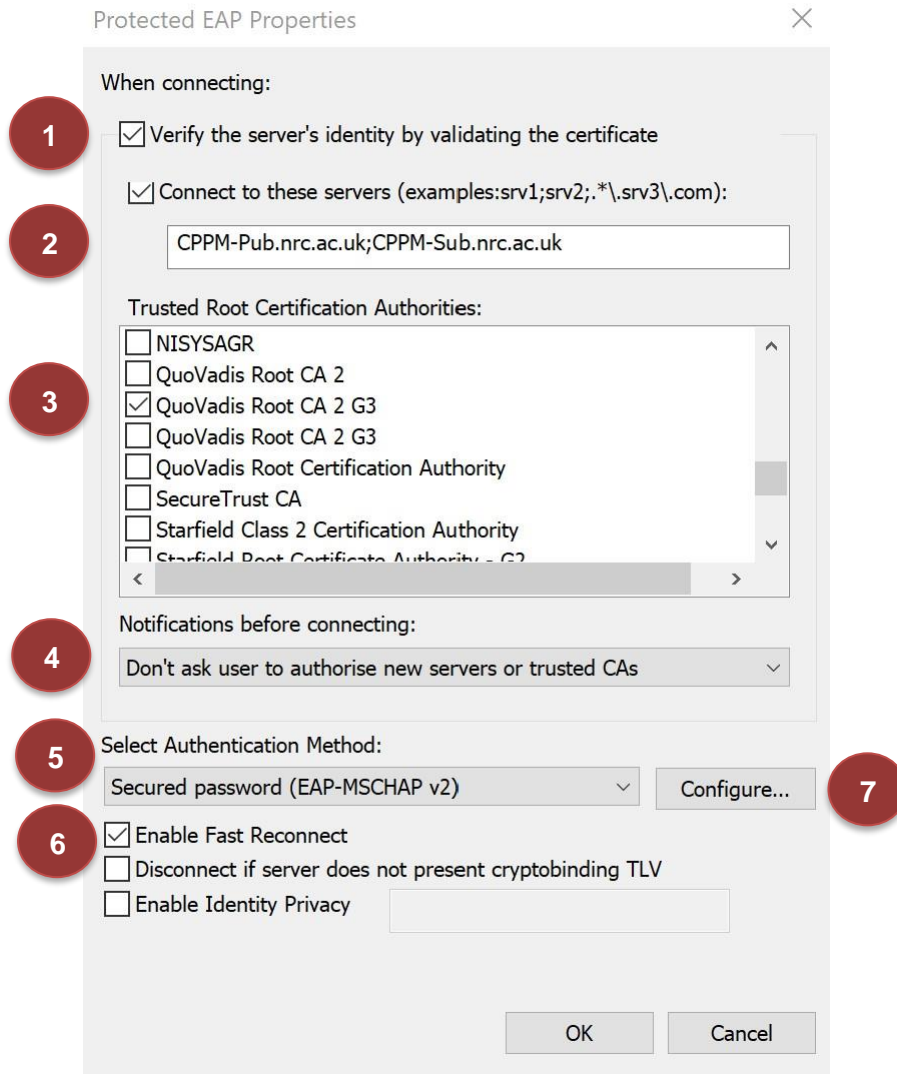 Protected EAP Properties
When connecting:
1
Verify the server's identity by validating the certificate
Connect to these servers (examples:srv1;srv2;.*\.srv3\.com):
2
CPPM-Pub.nrc.ac.uk;CPPM-Sub.nrc.ac.uk
Trusted Root Certification Authorities:
NISYSAGR
QuoVadis Root CA 2
3
QuoVadis Root CA 2 G3
QuoVadis Root CA 2 G3
QuoVadis Root Certification Authority
SecureTrust CA
Starfield Class 2 Certification Authority
Starfield Root Certificate Authority - G2
Notifications before connecting:
4
Don't ask user to authorise new servers or trusted CAs
5
Select Authentication Method:
Secured password (EAP-MSCHAP v2)
Configure...
7
6
Enable Fast Reconnect
Disconnect if server does not present cryptobinding TLV
Enable Identity Privacy
OK
Cancel